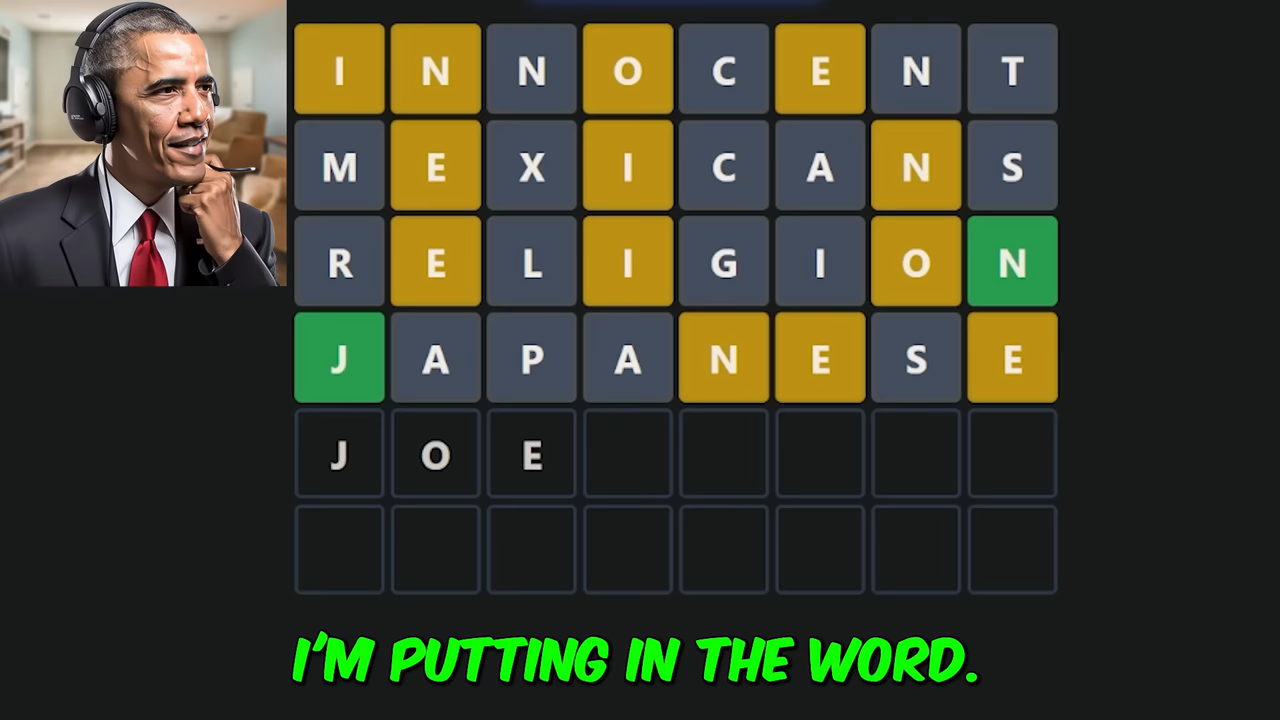 INNOCENT
MEXICANS
RELIGION
JAPANESE
JOE
I'M PUTTING IN THE WORD.